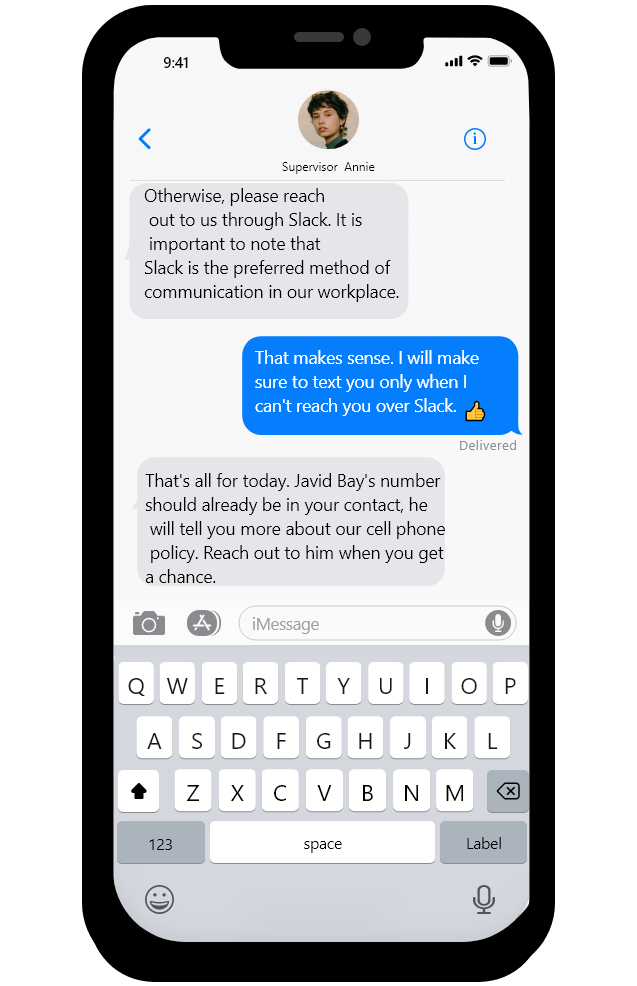 9:41
Supervisor Annie
Otherwise, please reach
out to us through Slack. It is
important to note that
Slack is the preferred method of
communication in our workplace.
That makes sense. I will make
sure to text you only when I
can't reach you over Slack. 👍
Delivered
That's all for today. Javid Bay's number
should already be in your contact, he
will tell you more about our cell phone
policy. Reach out to him when you get
a chance.
iMessage
Q W E R T Y U I O P
A S D F G H J K L
Z X C V B N M
123 space Label